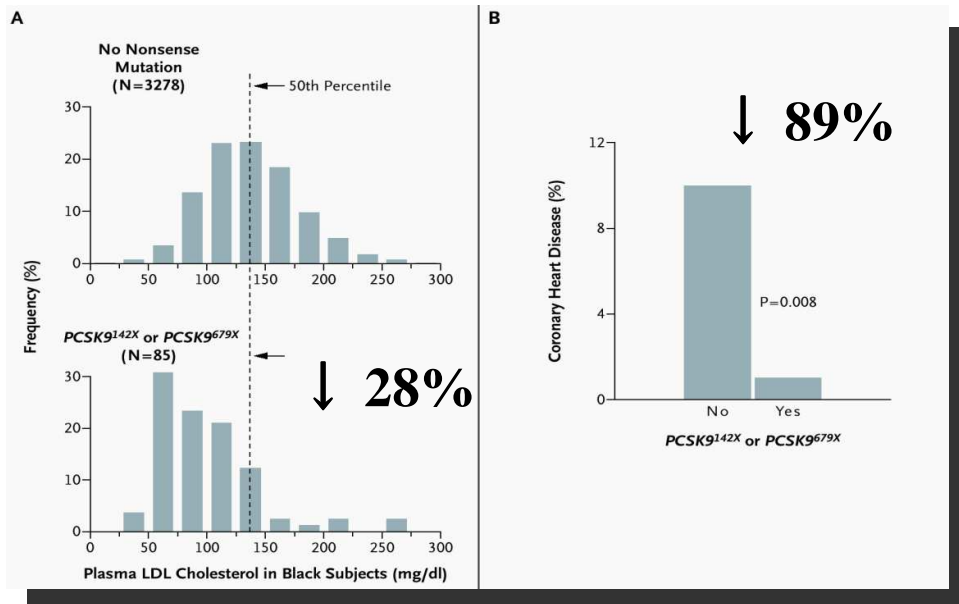 A
No Nonsense
Mutation
(N=3278)
50th Percentile
30
20
10
0
0 50 100 150 200 250 300
Frequency (%)
PCSK9142X or PCSK9679X
(N=85)
↓ 28%
30
20
10
0
0 50 100 150 200 250 300
Plasma LDL Cholesterol in Black Subjects (mg/dl)
B
↓ 89%
12
8
4
0
Coronary Heart Disease (%)
P=0.008
No Yes
PCSK9142X or PCSK9679X